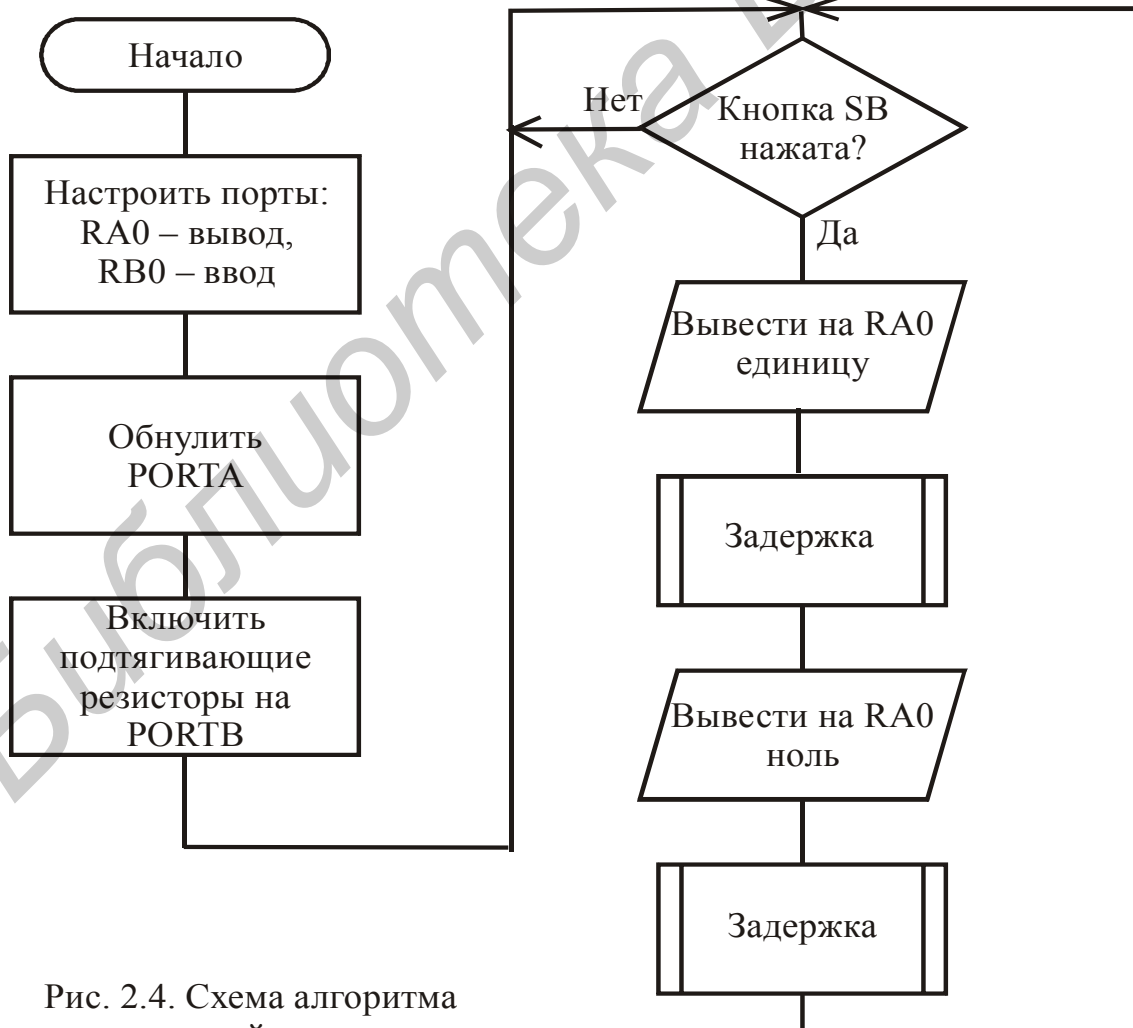 Начало
Настроить порты:
RA0 – вывод,
RB0 – ввод
Обнулить
PORTA
Включить
подтягивающие
резисторы на
PORTB
Кнопка SB
нажата?
Нет
Да
Вывести на RA0
единицу
Задержка
Вывести на RA0
ноль
Задержка
Рис. 2.4. Схема алгоритма
Библиотека